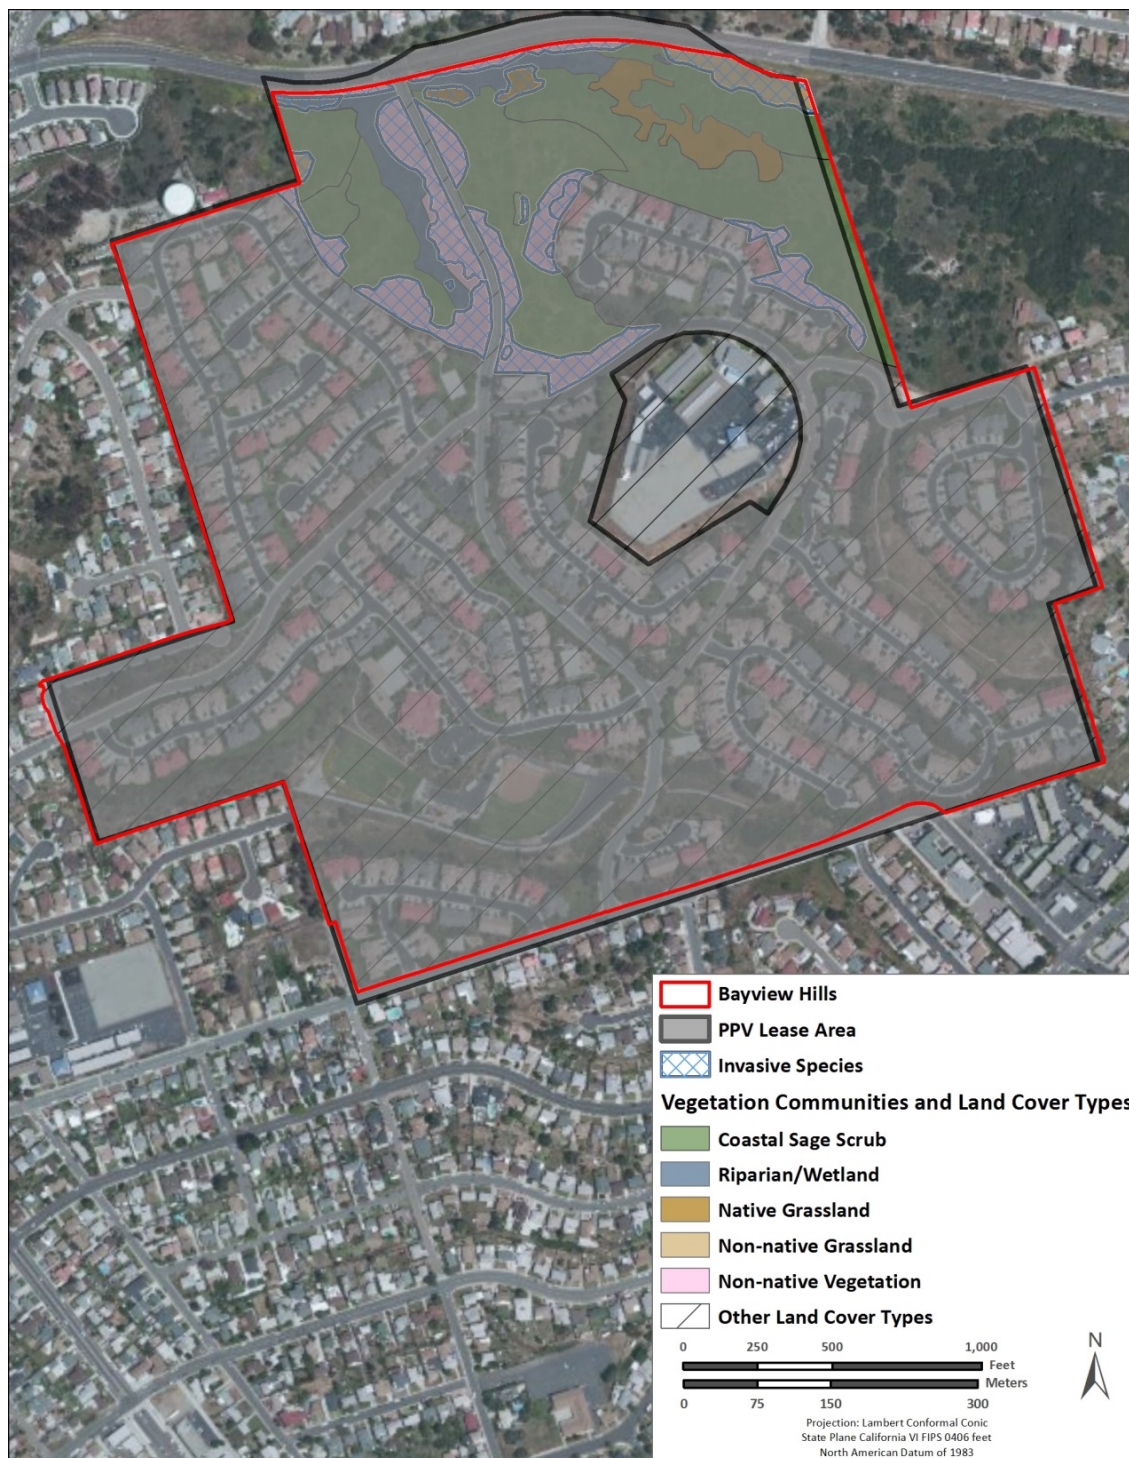 Bayview Hills
PPV Lease Area
Invasive Species
Vegetation Communities and Land Cover Types
Coastal Sage Scrub
Riparian/Wetland
Native Grassland
Non-native Grassland
Non-native Vegetation
Other Land Cover Types
0 250 500 1,000
Feet
Meters
0 75 150 300
N
Projection: Lambert Conformal Conic
State Plane California VI FIPS 0406 feet
North American Datum of 1983